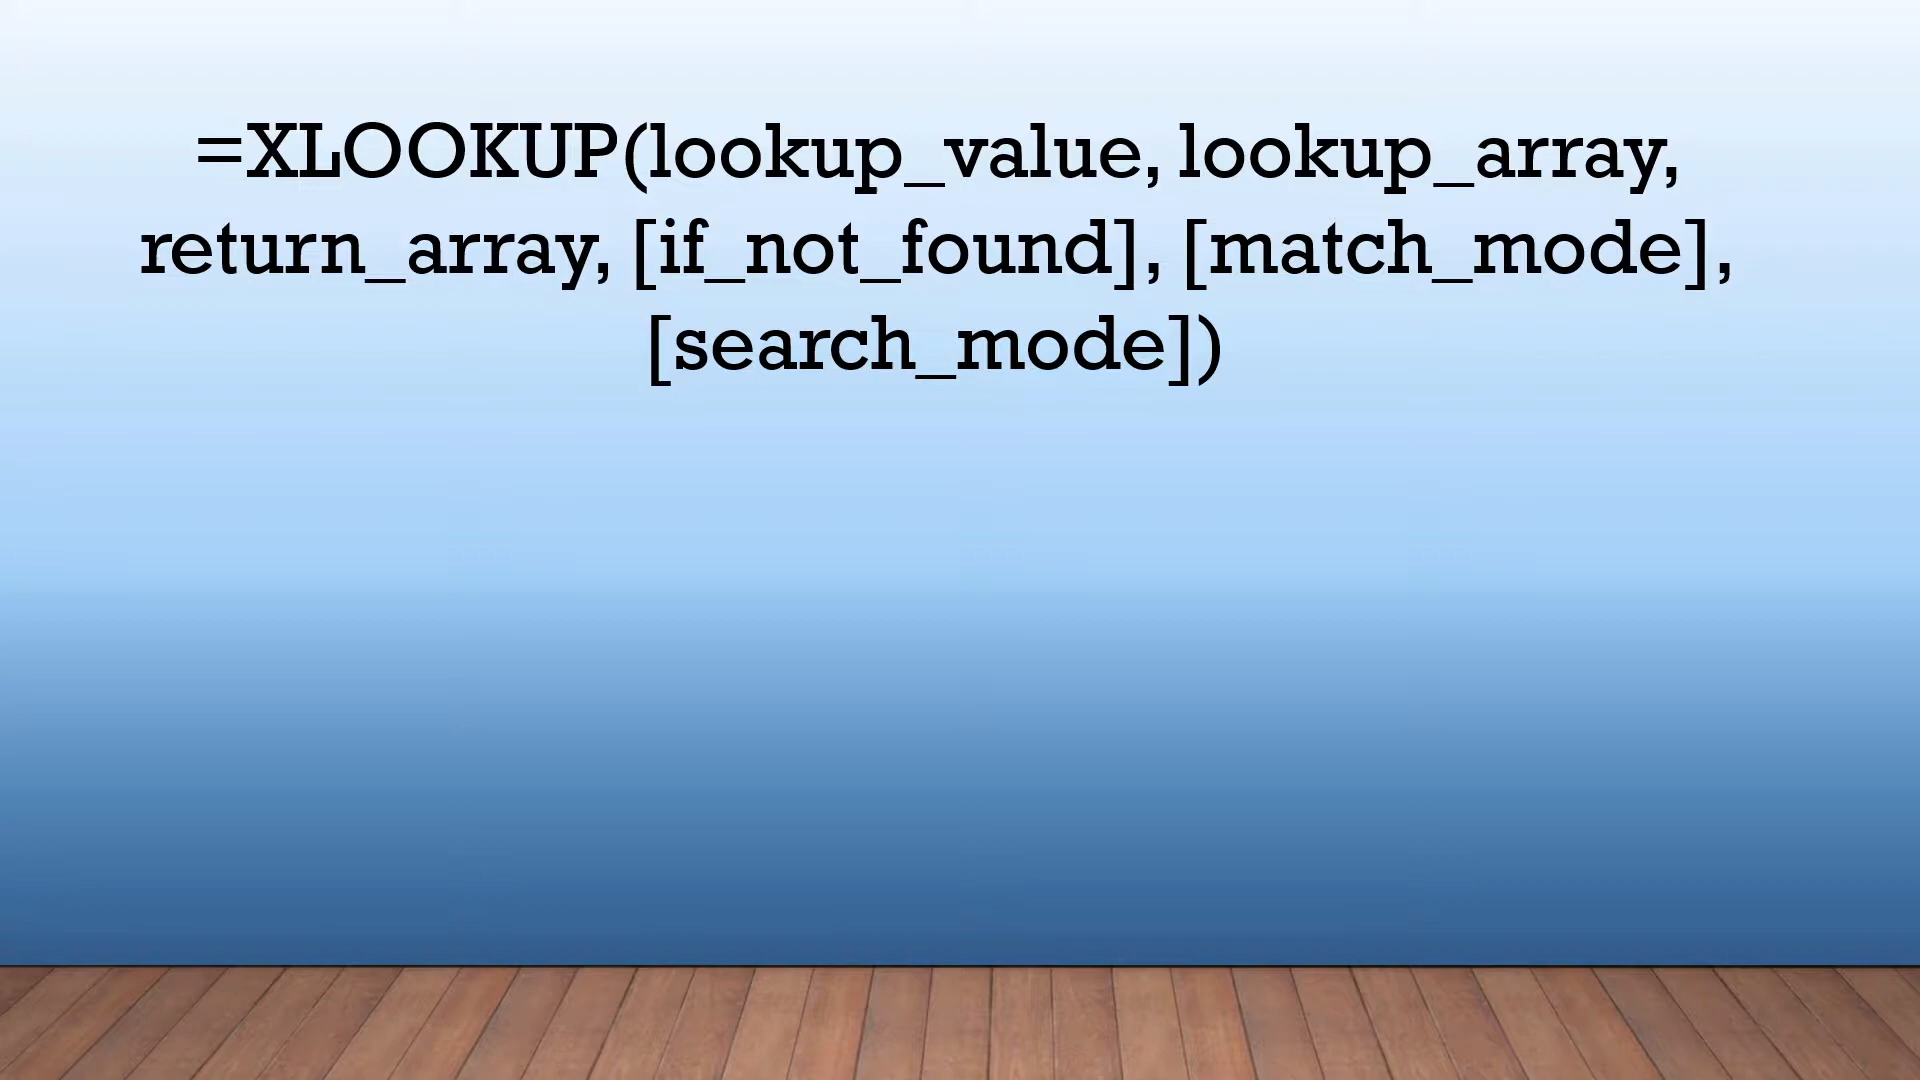 =XLOOKUP(lookup_value, lookup_array,
return_array, [if_not_found], [match_mode],
[search_mode])